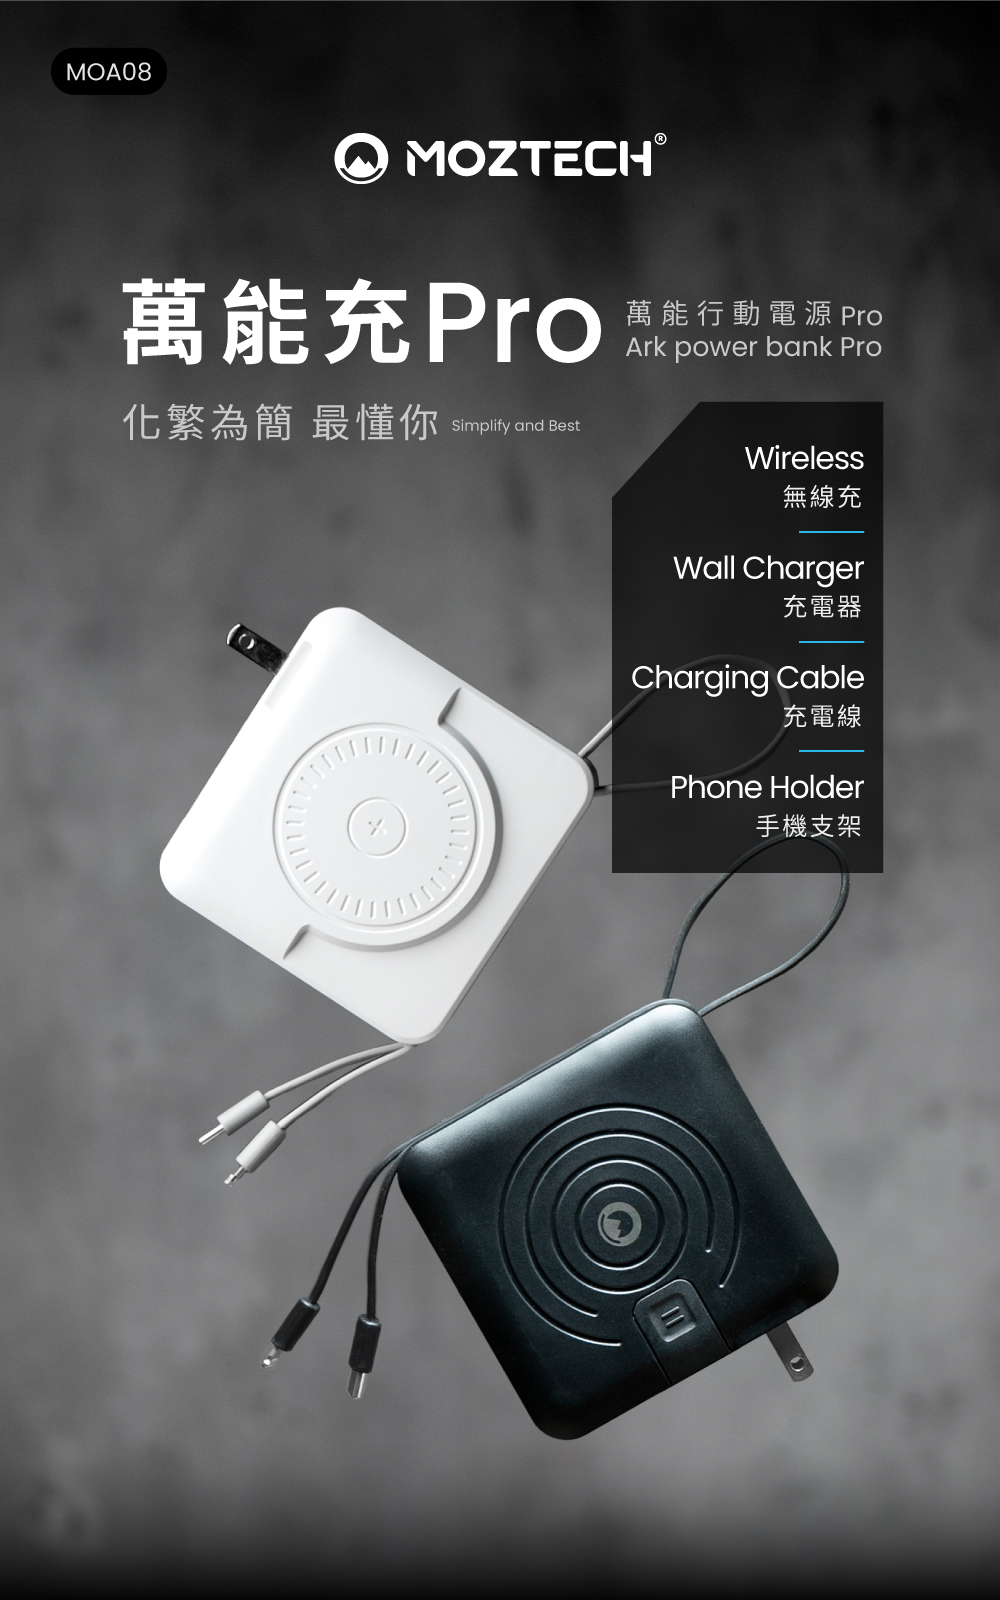 MOA08
MOZTECH®
萬能充Pro
萬能行動電源 Pro
Ark power bank Pro
化繁為簡 最懂你 Simplify and Best
Wireless
無線充
Wall Charger
充電器
Charging Cable
充電線
Phone Holder
手機支架